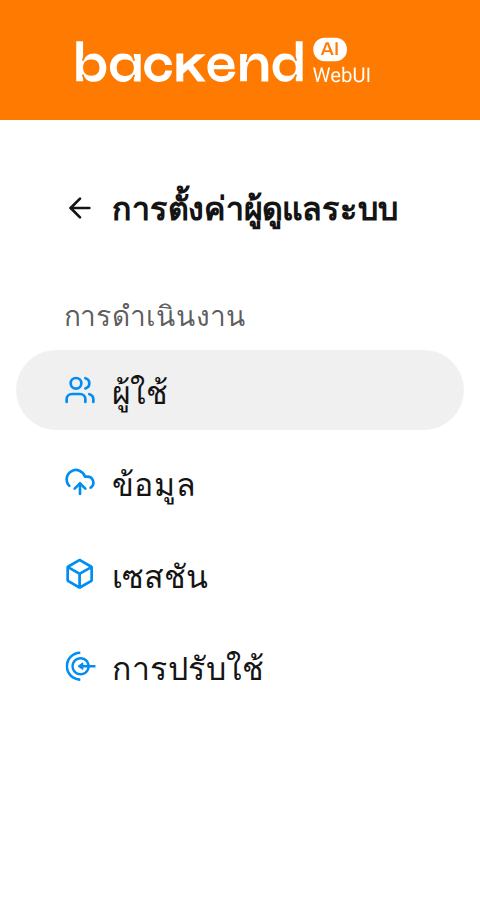 backend AI
WebUI
การตั้งค่าผู้ดูแลระบบ
การดำเนินงาน
ผู้ใช้
ข้อมูล
เซสชัน
การปรับใช้